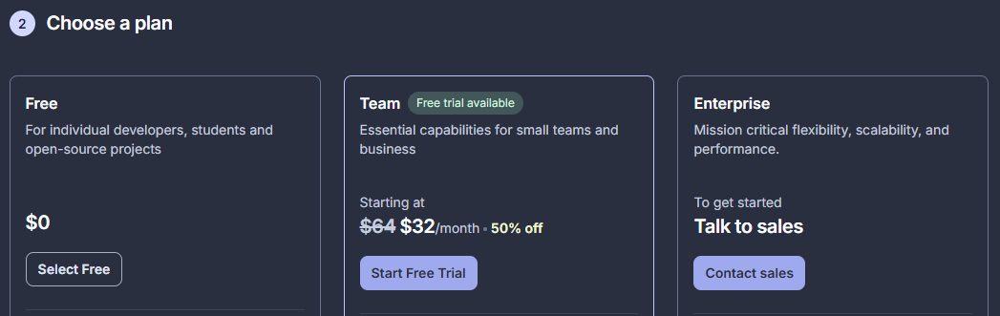 2 Choose a plan
Free
For individual developers, students and
open-source projects
$0
Select Free
Team Free trial available
Essential capabilities for small teams and
business
Starting at
$64 $32/month • 50% off
Start Free Trial
Enterprise
Mission critical flexibility, scalability, and
performance.
To get started
Talk to sales
Contact sales